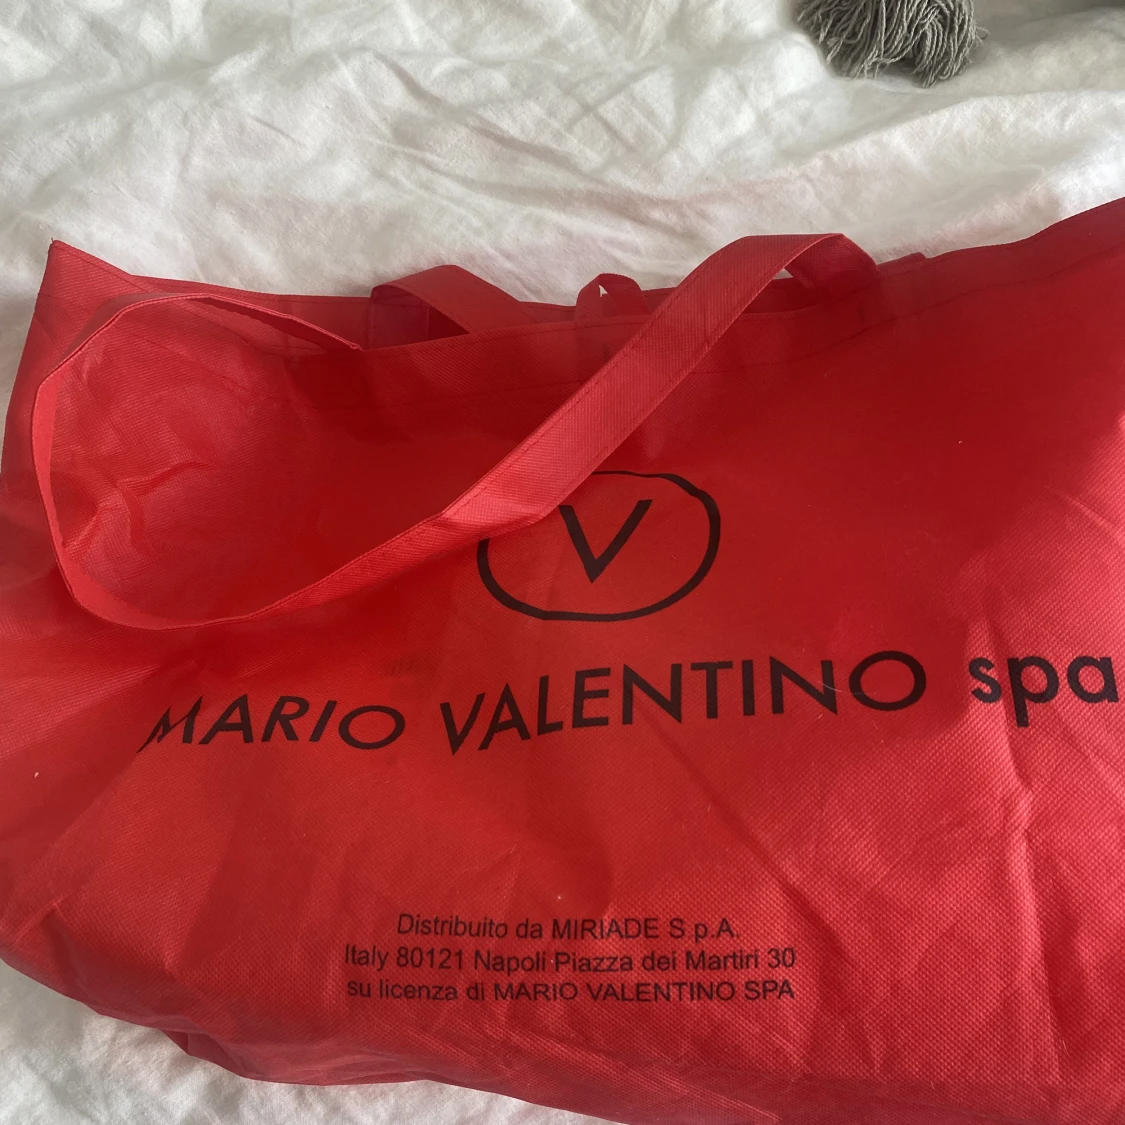 V
MARIO VALENTINO spa
Distribuito da MIRIADE S p.A.
Italy 80121 Napoli Piazza dei Martiri 30
su licenza di MARIO VALENTINO SPA